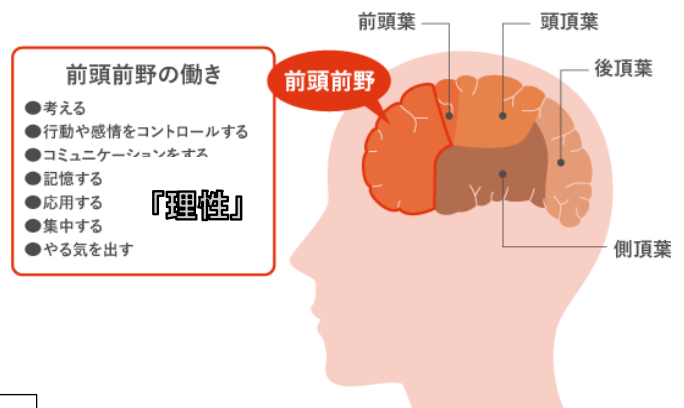 前頭葉
頭頂葉
後頂葉
側頂葉
前頭前野
前頭前野の働き
●考える
●行動や感情をコントロールする
●コミュニケーションをする
●記憶する
●応用する
●集中する
●やる気を出す
「理性」